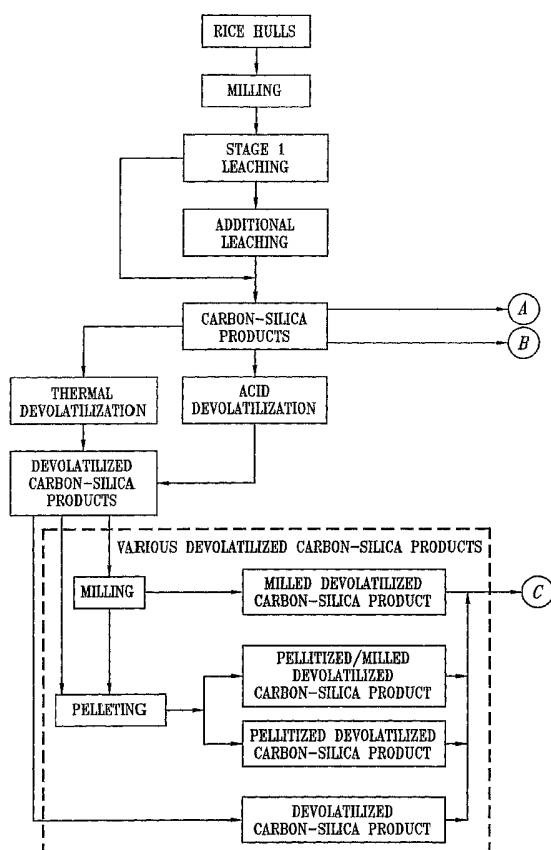 RICE HULLS
MILLING
STAGE 1
LEACHING
ADDITIONAL
LEACHING
CARBON-SILICA
PRODUCTS
A
B
THERMAL
DEVOLATILIZATION
ACID
DEVOLATILIZATION
DEVOLATILIZED
CARBON-SILICA
PRODUCTS
VARIOUS DEVOLATILIZED CARBON-SILICA PRODUCTS
MILLING
MILLED DEVOLATILIZED
CARBON-SILICA PRODUCT
C
PELLETING
PELLITIZED/MILLED
DEVOLATILIZED
CARBON-SILICA PRODUCT
PELLITIZED DEVOLATILIZED
CARBON-SILICA PRODUCT
DEVOLATILIZED
CARBON-SILICA PRODUCT